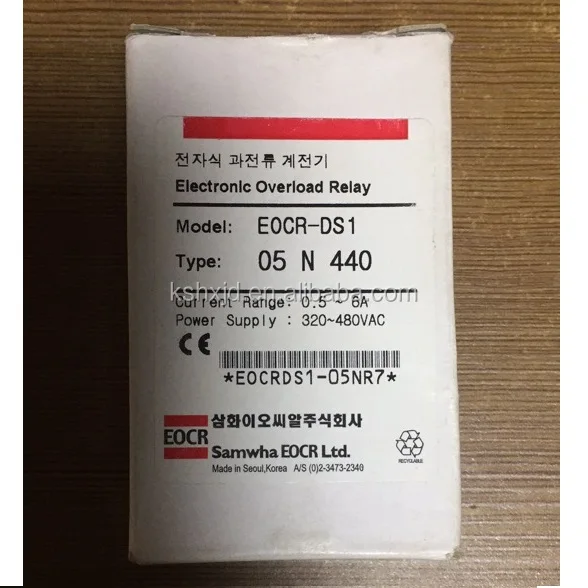 전자식 과전류 계전기
Electronic Overload Relay
Model: EOCR-DS1
Type: 05 N 440
kshxjd.en.alibaba.com
Current Range: 0.5 ~ 6A
Power Supply : 320~480VAC
CE
*EOCRDS1-05NR7*
EOCR 삼화이오씨알주식회사
Samwha EOCR Ltd.
Made in Seoul,Korea A/S (0)2-3473-2340
RECYCLABLE